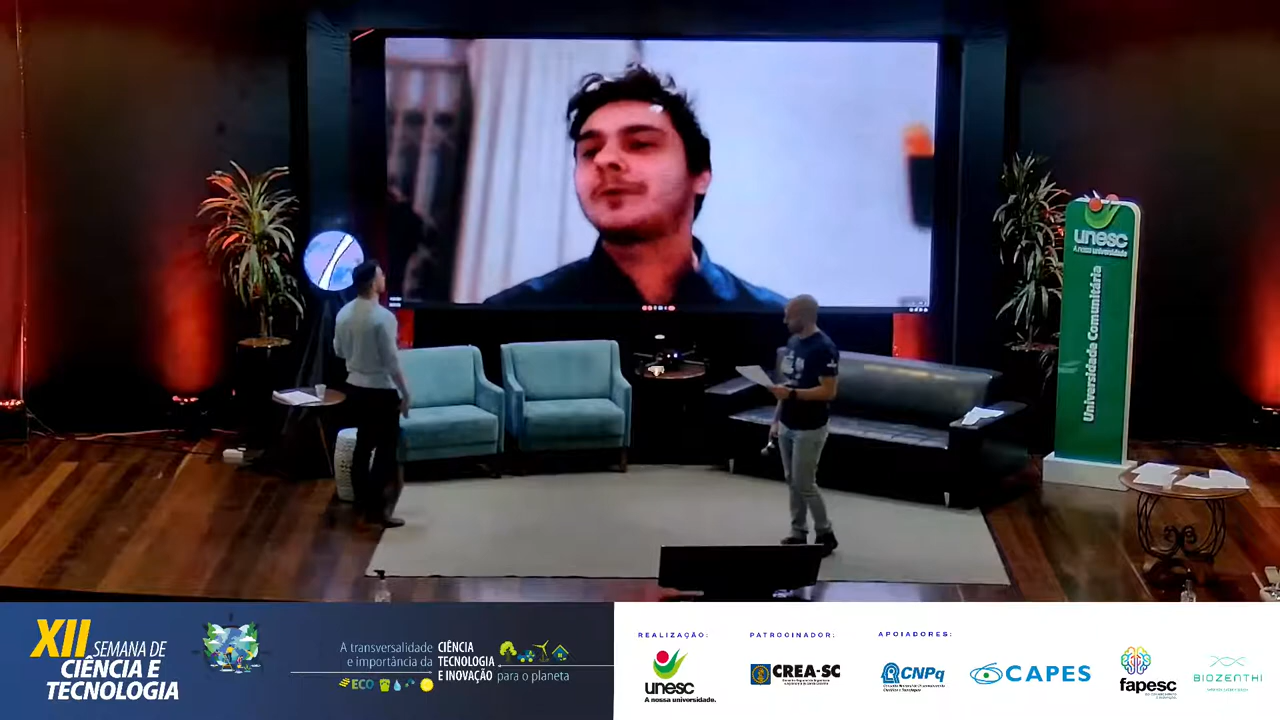 unesc
A nossa universidade
Universidade Comunitária
XII SEMANA DE
CIÊNCIA E
TECNOLOGIA
A transversalidade
e importância da
CIÊNCIA
TECNOLOGIA
E INOVAÇÃO
para o planeta
ECO
REALIZAÇÃO:
unesc
A nossa universidade.
PATROCINADOR:
CREA-SC
APOIADORES:
CNPq
CAPES
fapesc
BIOZENTHI